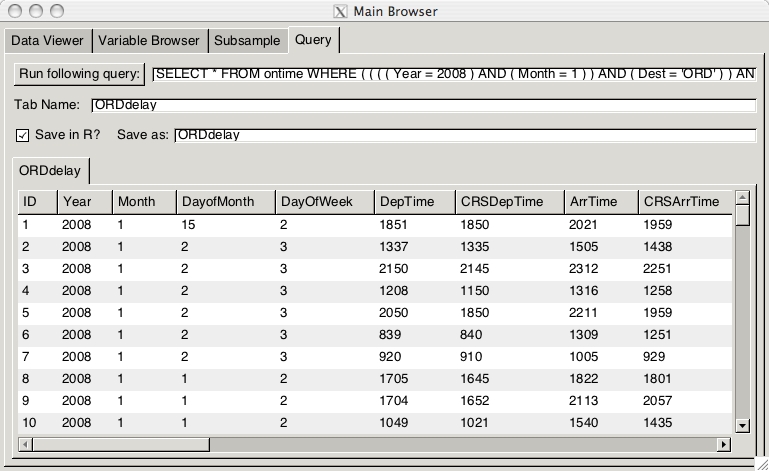 Main Browser
Data Viewer Variable Browser Subsample Query
Run following query: SELECT * FROM ontime WHERE ( ( ( ( Year = 2008 ) AND ( Month = 1 ) ) AND ( Dest = 'ORD' ) ) AN
Tab Name: ORDdelay
Save in R? Save as: ORDdelay
ORDdelay
ID Year Month DayofMonth DayOfWeek DepTime CRSDepTime ArrTime CRSArrTime
1 2008 1 15 2 1851 1850 2021 1959
2 2008 1 2 3 1337 1335 1505 1438
3 2008 1 2 3 2150 2145 2312 2251
4 2008 1 2 3 1208 1150 1316 1258
5 2008 1 2 3 2050 1850 2211 1959
6 2008 1 2 3 839 840 1309 1251
7 2008 1 2 3 920 910 1005 929
8 2008 1 1 2 1705 1645 1822 1801
9 2008 1 1 2 1704 1652 2113 2057
10 2008 1 1 2 1049 1021 1540 1435